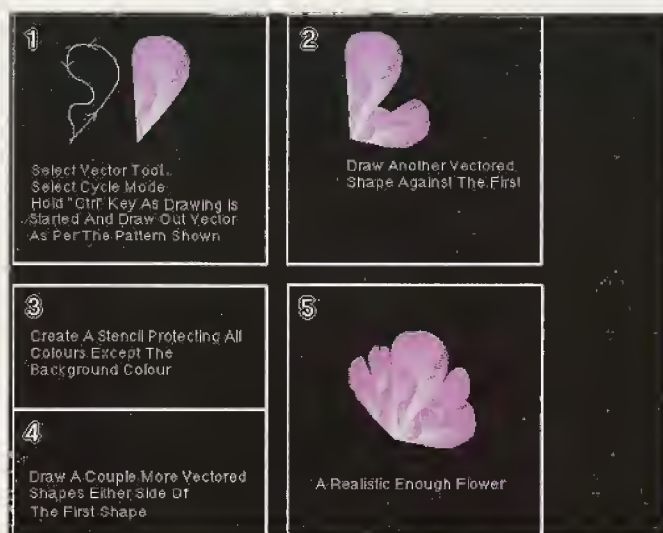 1
Select Vector Tool.
Select Cycle Mode
Hold "Ctrl" Key As Drawing Is
Started And Draw Out Vector
As Per The Pattern Shown
2
Draw Another Vectored
Shape Against The First
3
Create A Stencil Protecting All
Colours Except The
Background Colour
4
Draw A Couple More Vectored
Shapes Either Side Of
The First Shape
5
A Realistic Enough Flower